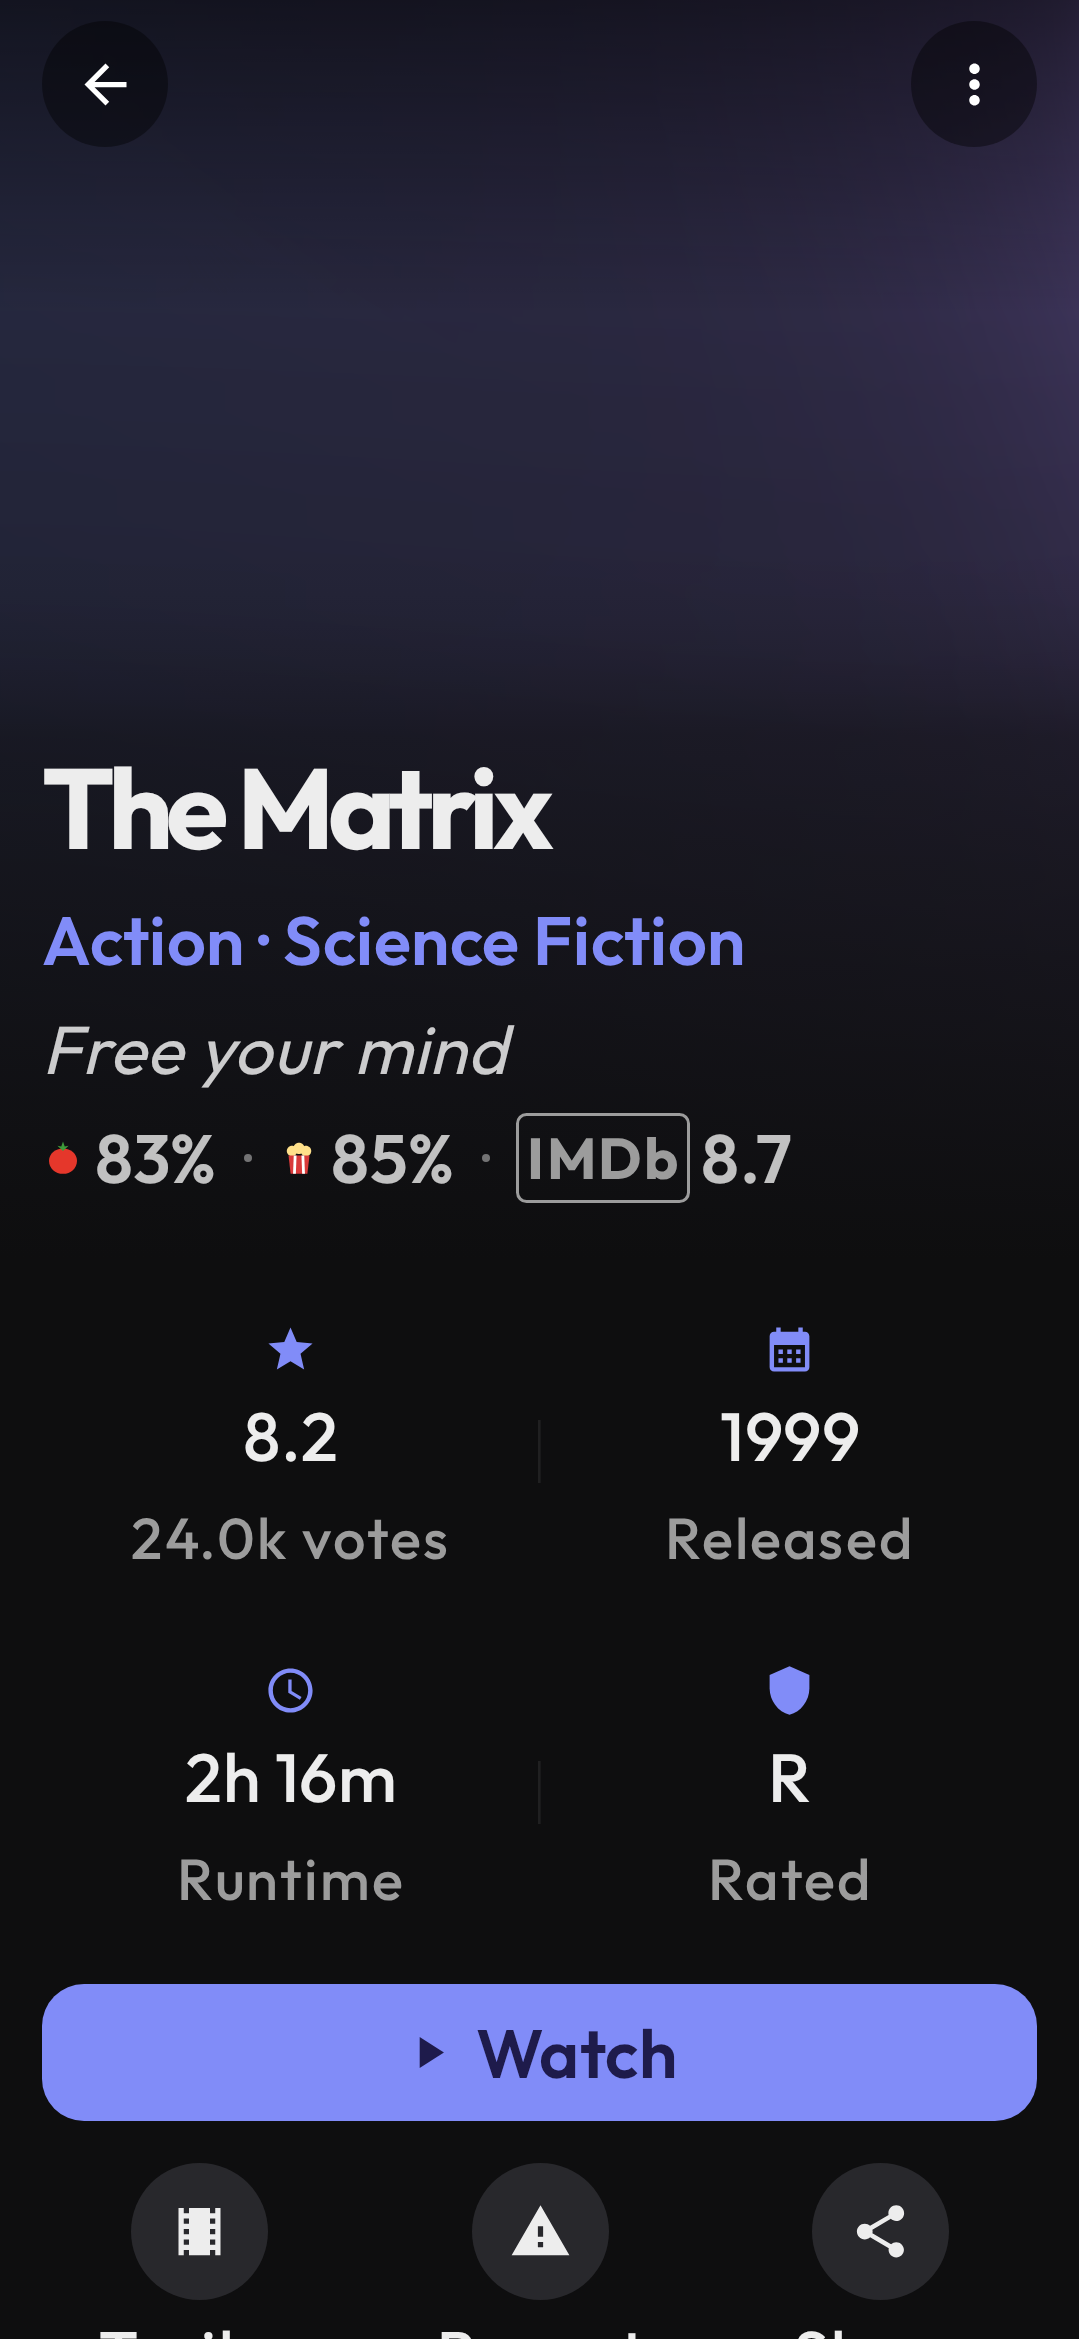 The Matrix
Action · Science Fiction
Free your mind
83% · 85% · IMDb 8.7
8.2
24.0k votes
1999
Released
2h 16m
Runtime
R
Rated
Watch